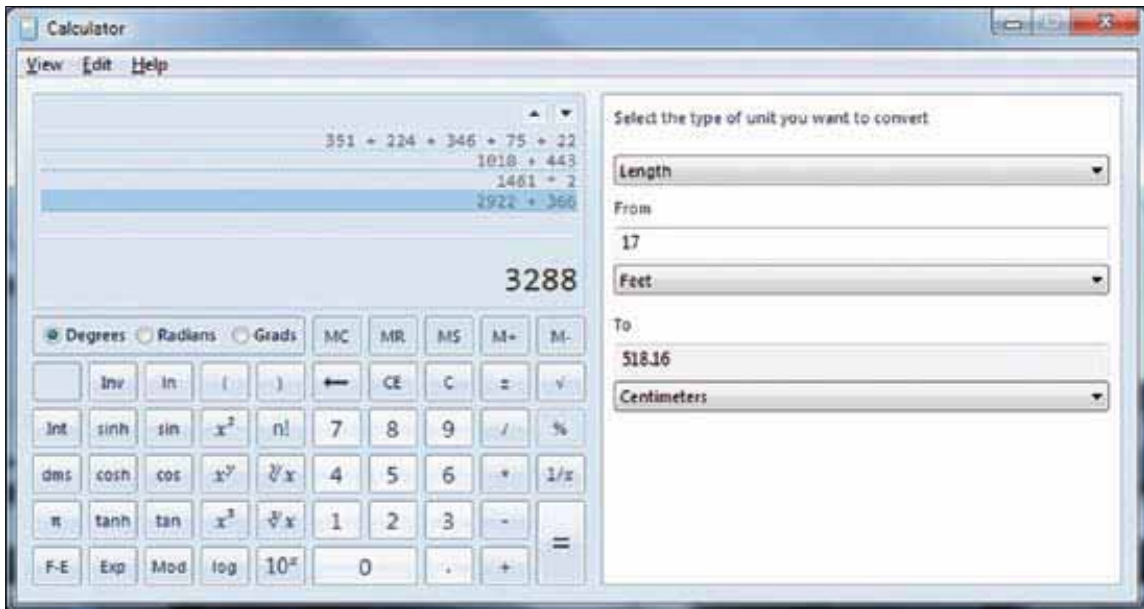 Calculator
View Edit Help
351 + 224 + 346 + 75 + 22
1018 + 443
1461 * 2
2922 + 366
3288
Degrees Radians Grads MC MR MS M+ M-
Inv ln ( ) ← CE C ± √
Int sinh sin x² n! 7 8 9 / %
dms cosh cos xʸ ʸ√x 4 5 6 * 1/x
π tanh tan x³ ³√x 1 2 3 - =
F-E Exp Mod log 10ˣ 0 . +
Select the type of unit you want to convert
Length
From
17
Feet
To
518.16
Centimeters